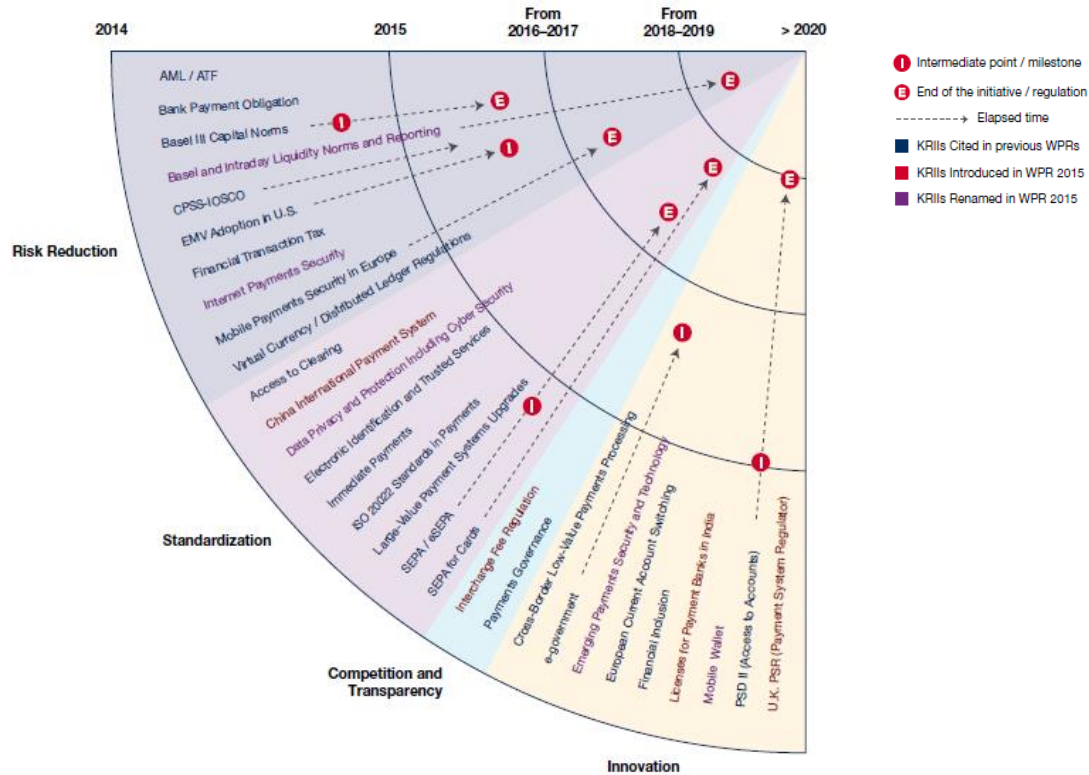 2014
2015
From
2016–2017
From
2018–2019
> 2020
I Intermediate point / milestone
E End of the initiative / regulation
Elapsed time
KRIIs Cited in previous WPRs
KRIIs Introduced in WPR 2015
KRIIs Renamed in WPR 2015
Risk Reduction
AML / ATF
Bank Payment Obligation
Basel III Capital Norms
Basel and Intraday Liquidity Norms and Reporting
CPSS-IOSCO
EMV Adoption in U.S.
Financial Transaction Tax
Internet Payments Security
Mobile Payments Security in Europe
Virtual Currency / Distributed Ledger Regulations
I
E
E
I
E
Standardization
Access to Clearing
China International Payment System
Data Privacy and Protection Including Cyber Security
Electronic Identification and Trusted Services
Immediate Payments
ISO 20022 Standards in Payments
Large-Value Payment Systems Upgrades
SEPA / eSEPA
SEPA for Cards
I
E
E
Competition and
Transparency
Interchange Fee Regulation
Payments Governance
Innovation
Cross-Border Low-Value Payments Processing
e-government
Emerging Payments Security and Technology
European Current Account Switching
Financial Inclusion
Licenses for Payment Banks in India
Mobile Wallet
PSD II (Access to Accounts)
U.K. PSR (Payment System Regulator)
I
I
E